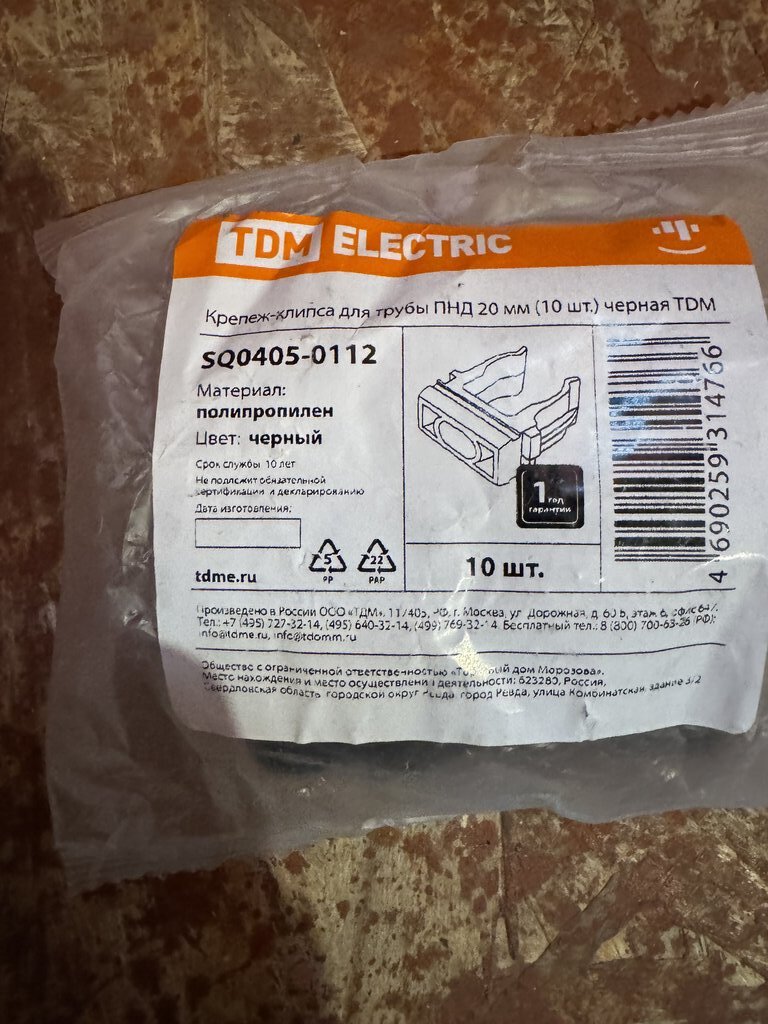 TDM ELECTRIC
Крепеж-клипса для трубы ПНД 20 мм (10 шт.) черная TDM
SQ0405-0112
Материал:
полипропилен
Цвет: черный
Срок службы 10 лет
Не подлежит обязательной
сертификации и декларированию
Дата изготовления:
tdme.ru
5
PP
22
PAP
1 год
гарантии
10 шт.
4 690259 314766
Произведено в России ООО «ТДМ», 117405, РФ, г. Москва, ул. Дорожная, д. 60 Б, этаж 6, офис 647.
Тел.: +7 (495) 727-32-14, (495) 640-32-14, (499) 769-32-14. Бесплатный тел.: 8 (800) 700-63-26 (РФ);
info@tdme.ru, info@tdomm.ru
Общество с ограниченной ответственностью «Торговый дом Морозова».
Место нахождения и место осуществления деятельности: 623280, Россия,
Свердловская область, городской округ Ревда, город Ревда, улица Комбинатская, здание 3/2